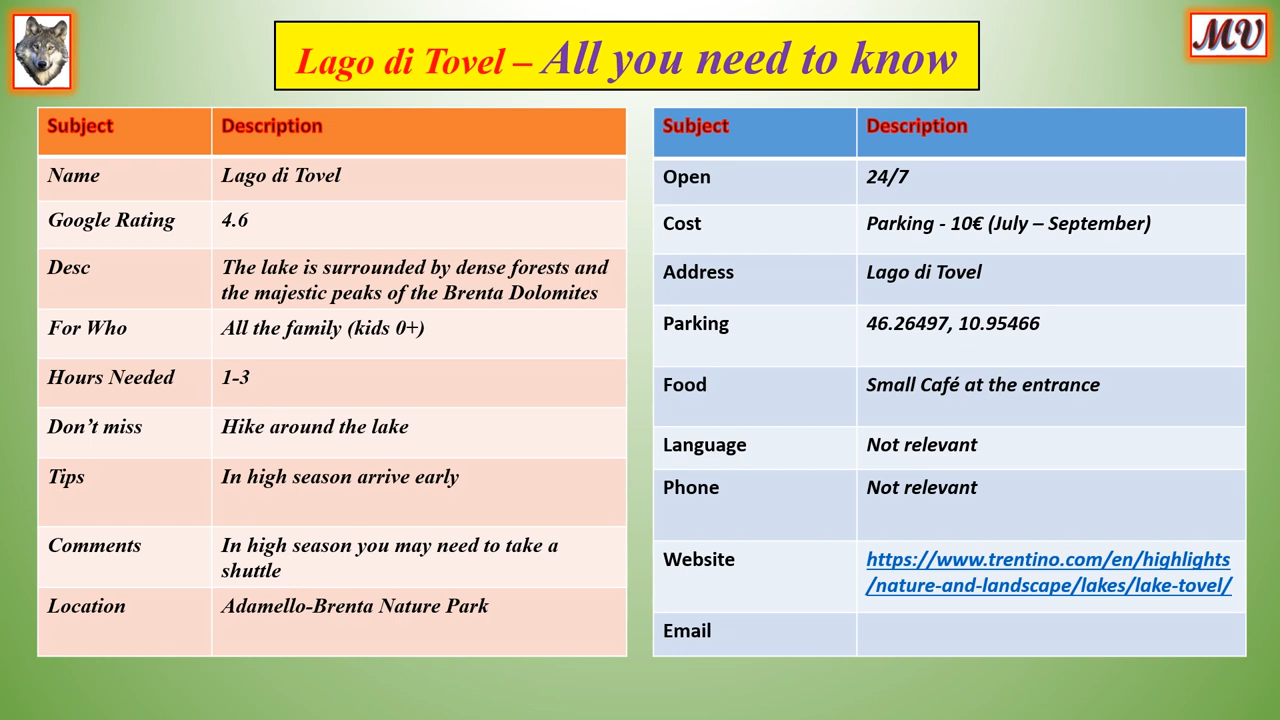 MV
Lago di Tovel – All you need to know
Subject Description
Name Lago di Tovel
Google Rating 4.6
Desc The lake is surrounded by dense forests and
the majestic peaks of the Brenta Dolomites
For Who All the family (kids 0+)
Hours Needed 1-3
Don’t miss Hike around the lake
Tips In high season arrive early
Comments In high season you may need to take a
shuttle
Location Adamello-Brenta Nature Park
Subject Description
Open 24/7
Cost Parking - 10€ (July – September)
Address Lago di Tovel
Parking 46.26497, 10.95466
Food Small Café at the entrance
Language Not relevant
Phone Not relevant
Website https://www.trentino.com/en/highlights
/nature-and-landscape/lakes/lake-tovel/
Email